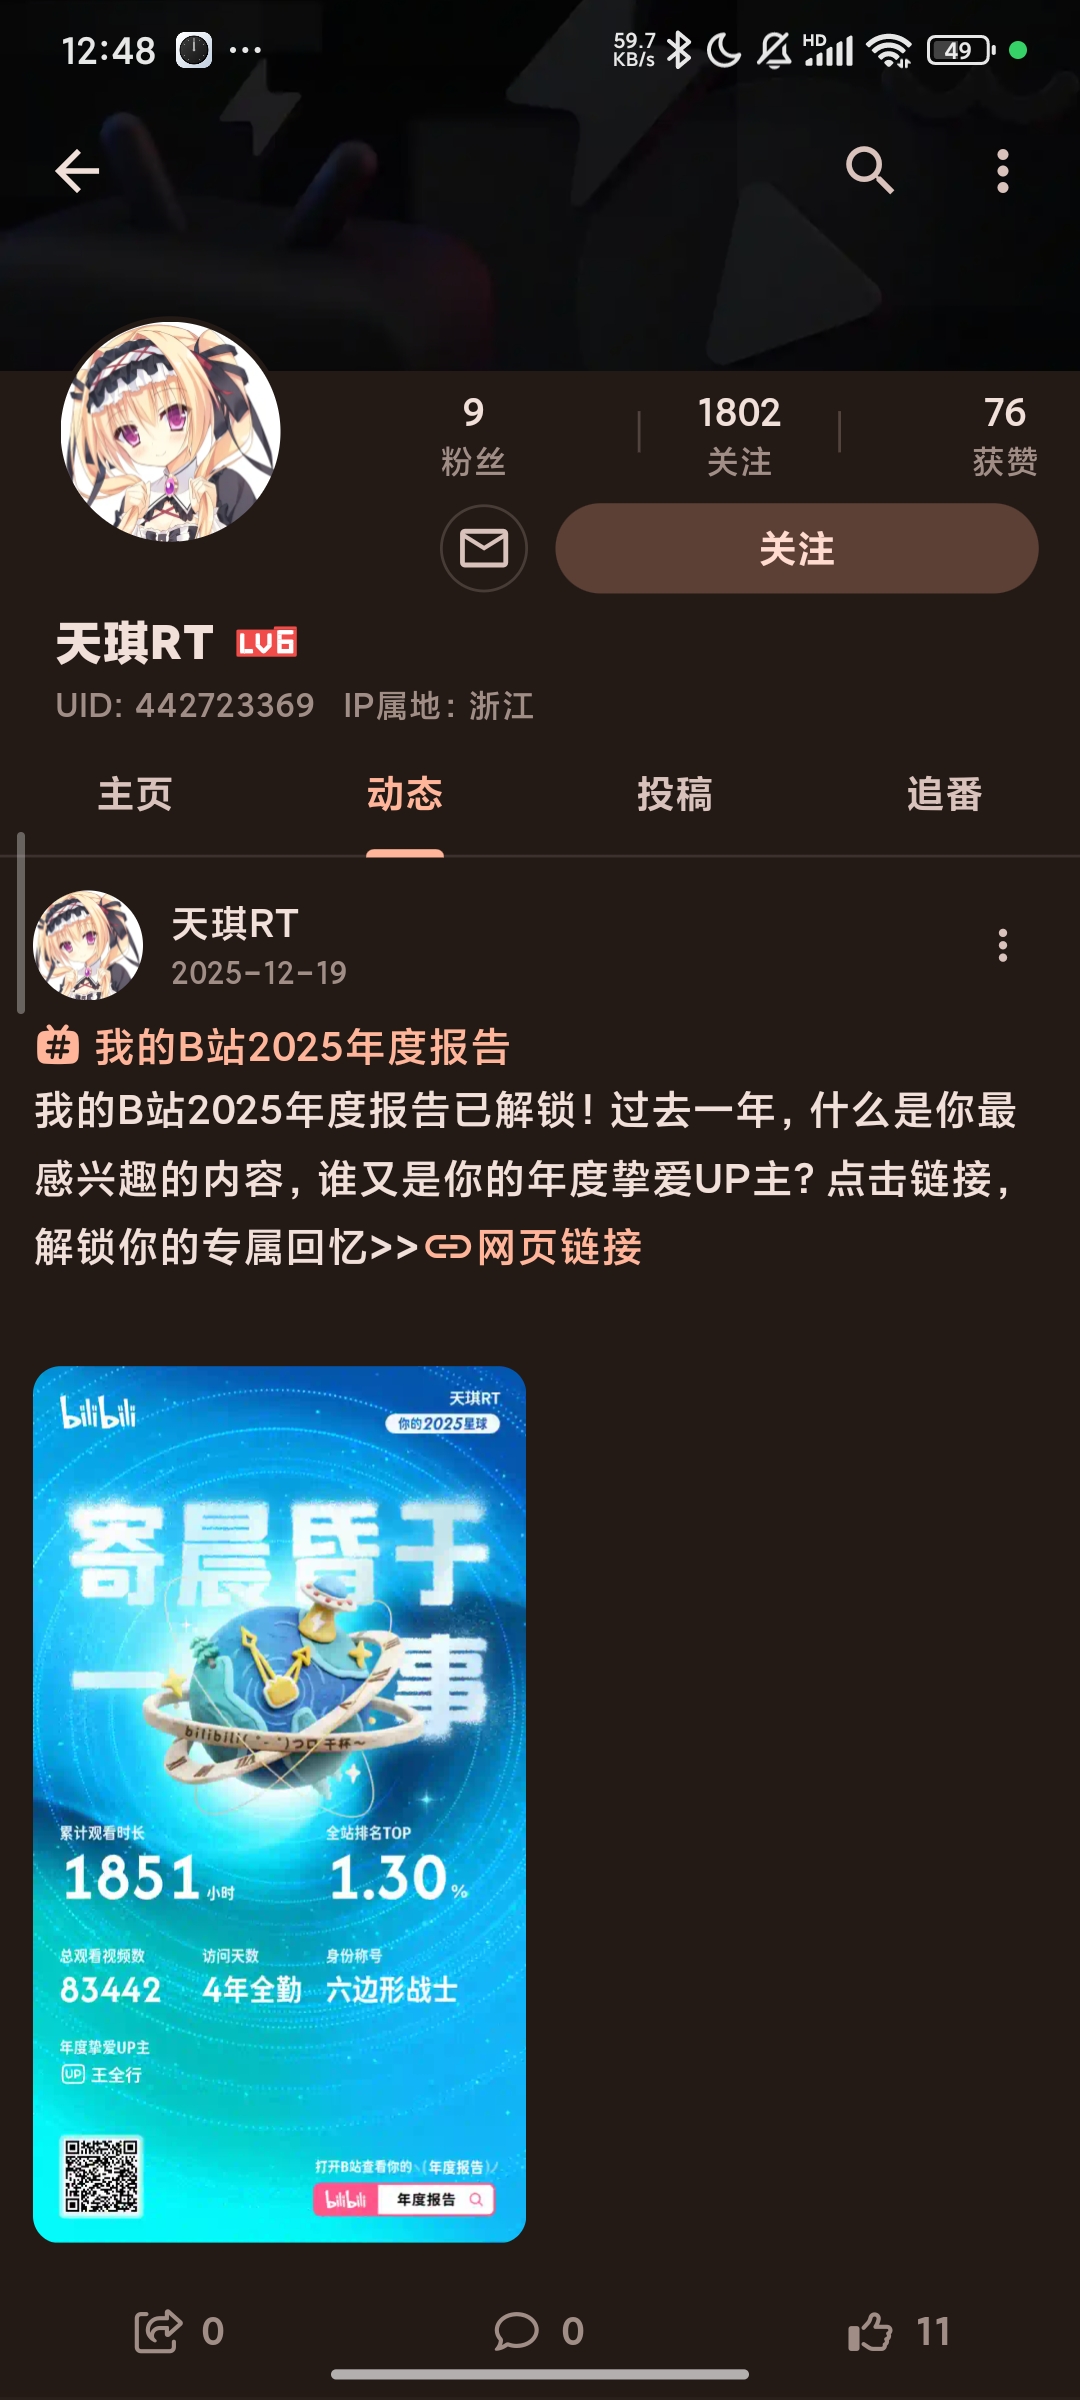 12:48
59.7
KB/s
HD
49
9
1802
76
粉丝
关注
获赞
关注
天琪RT LV6
UID: 442723369 IP属地：浙江
主页 动态 投稿 追番
天琪RT
2025-12-19
# 我的B站2025年度报告
我的B站2025年度报告已解锁！过去一年，什么是你最
感兴趣的内容，谁又是你的年度挚爱UP主？点击链接，
解锁你的专属回忆>>网页链接
bilibili
天琪RT
你的2025星球
寄晨昏于
一
事
bilibili( ゜- ゜)つロ 干杯~
累计观看时长
全站排名TOP
1851小时
1.30%
总观看视频数
访问天数
身份称号
83442
4年全勤
六边形战士
年度挚爱UP主
UP 王全行
打开B站查看你的（年度报告）
bilibili 年度报告
0
0
11